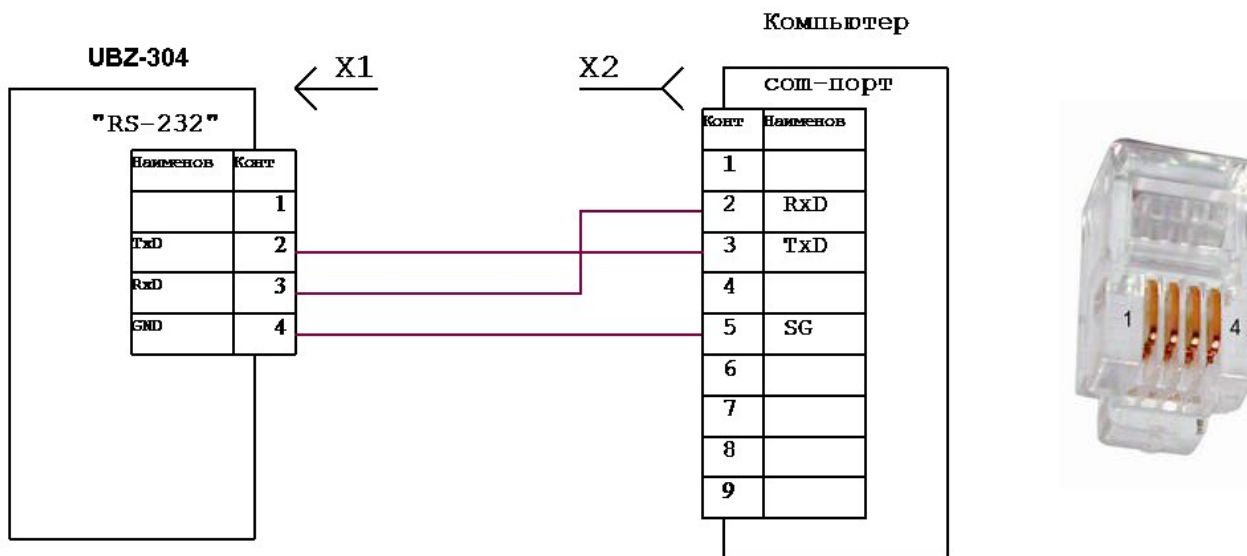 Компьютер
UBZ-304
X1
X2
com-порт
"RS-232"
Конт Наименов
Наименов Конт
1
1
2 RxD
TxD 2
3 TxD
RxD 3
4
GND 4
5 SG
6
7
8
9
1 4